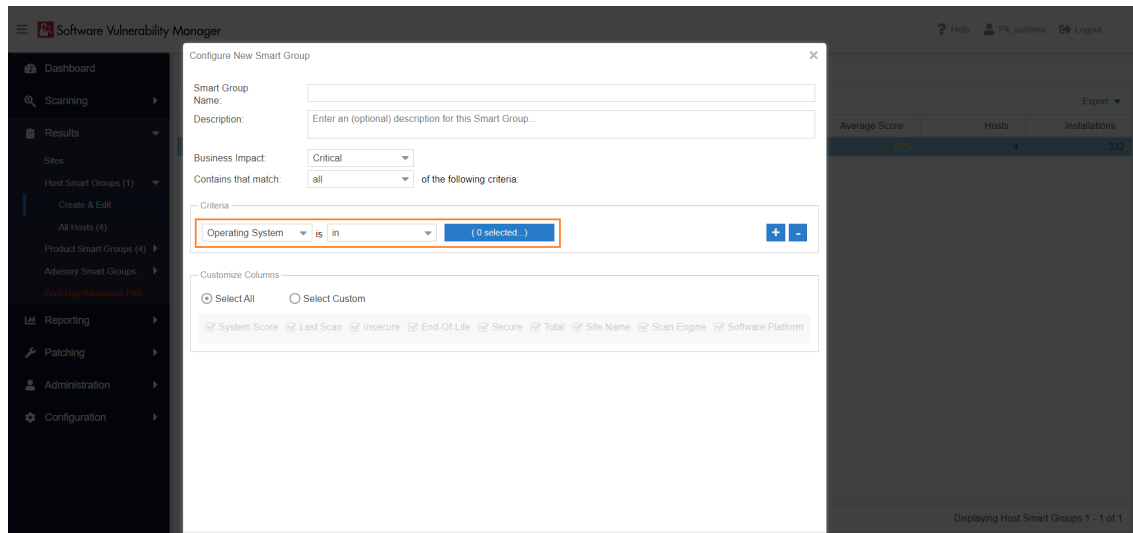 Software Vulnerability Manager
? Help P4_sushma Logout
Dashboard
Scanning
Results
Sites
Host Smart Groups (1)
Create & Edit
All Hosts (4)
Product Smart Groups (4)
Advisory Smart Groups ...
Zero Day Advisories (50)
Reporting
Patching
Administration
Configuration
Configure New Smart Group
Smart Group
Name:
Description: Enter an (optional) description for this Smart Group...
Business Impact: Critical
Contains that match: all of the following criteria:
Criteria
Operating System is in ( 0 selected...) + -
Customize Columns
Select All Select Custom
System Score Last Scan Insecure End-Of-Life Secure Total Site Name Scan Engine Software Platform
Export
Average Score Hosts Installations
4 332
Displaying Host Smart Groups 1 - 1 of 1